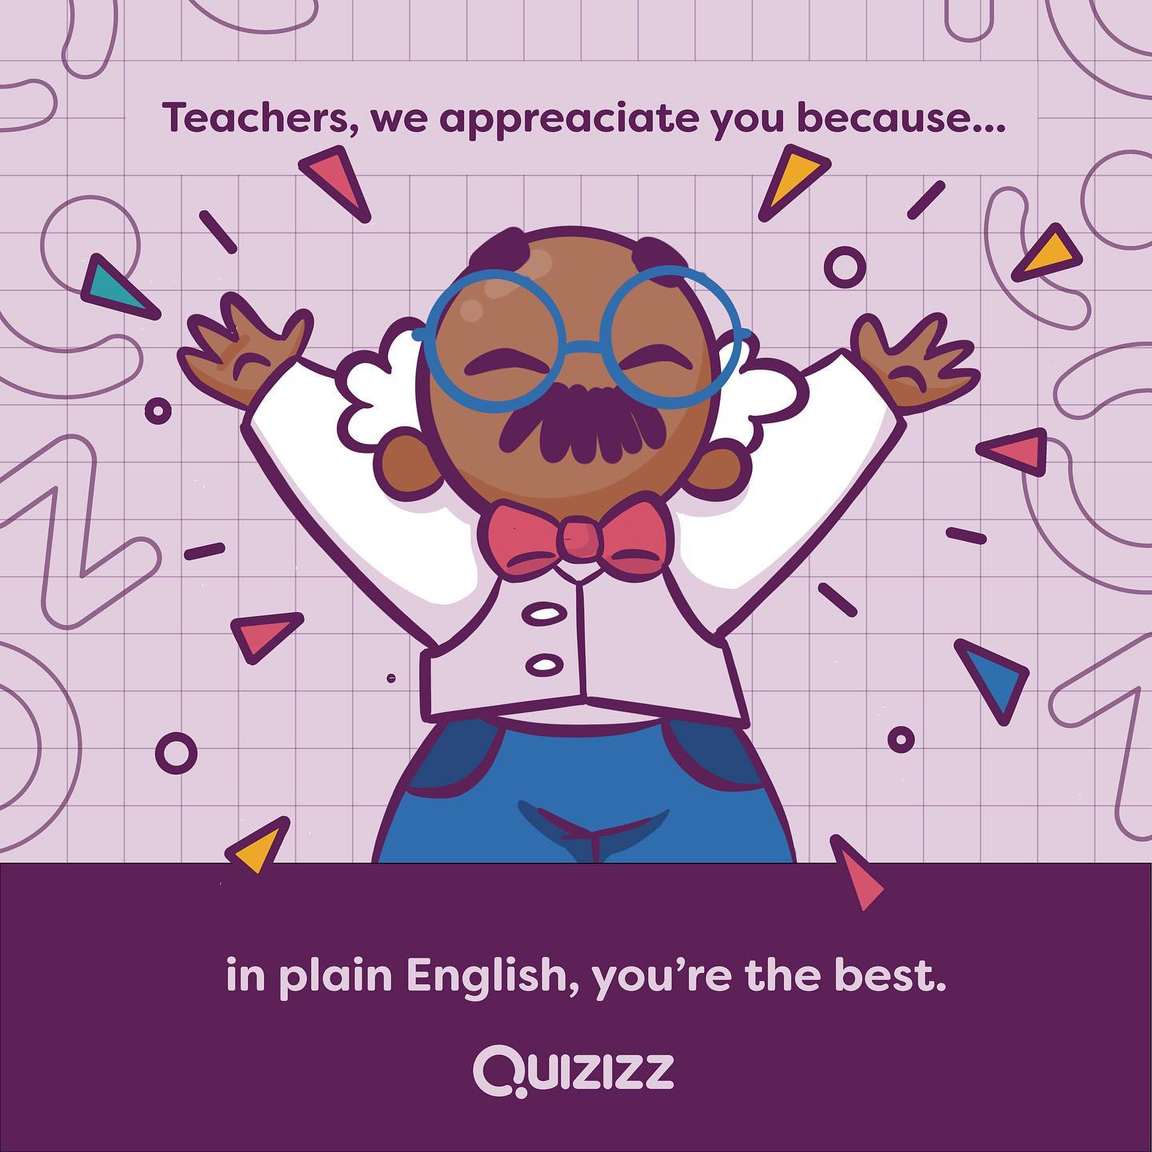 Teachers, we appreaciate you because...
in plain English, you're the best.
QUIZIZZ